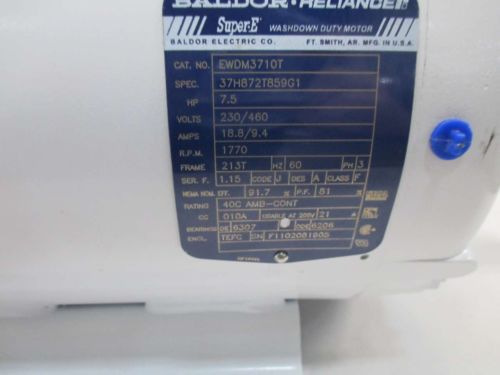 BALDOR · RELIANCE
Super-E WASHDOWN DUTY MOTOR
BALDOR ELECTRIC CO. FT. SMITH, AR. MFG. IN U.S.A.
CAT. NO. EWDM3710T
SPEC. 37H872T859G1
HP 7.5
VOLTS 230/460
AMPS 18.8/9.4
R.P.M. 1770
FRAME 213T HZ 60 PH 3
SER. F. 1.15 CODE J DES A CLASS F
NEMA NOM. EFF. 91.7 % P.F. 81 %
RATING 40C AMB-CONT
CC 010A USABLE AT 208V 21 A
BEARINGS DE 6307 ODE 6206
ENCL. TEFC SN F1102081805